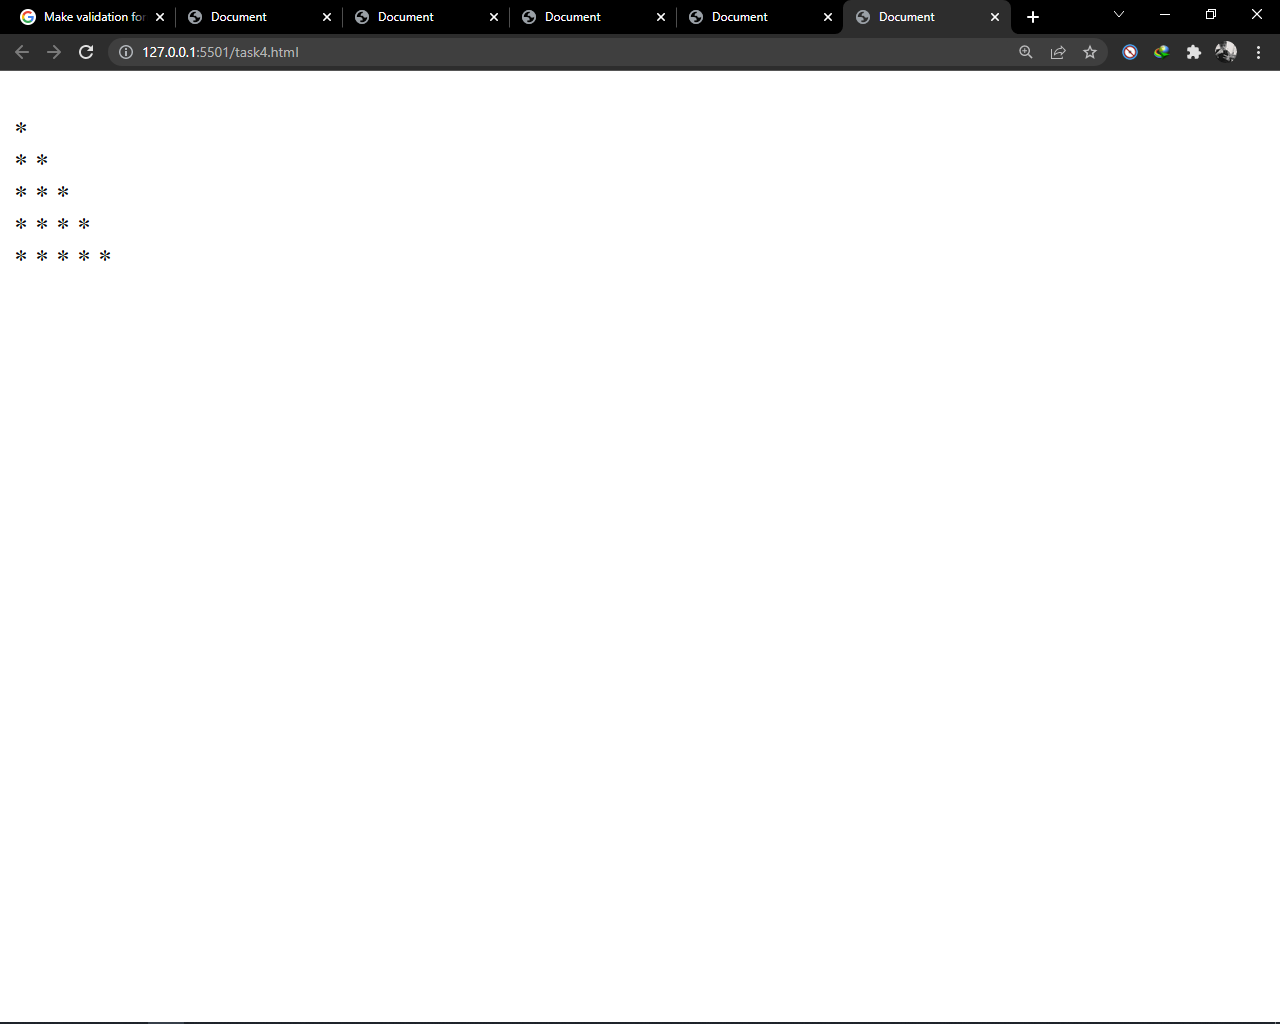 Make validation for
Document
Document
Document
Document
Document
127.0.0.1:5501/task4.html
*
* *
* * *
* * * *
* * * * *